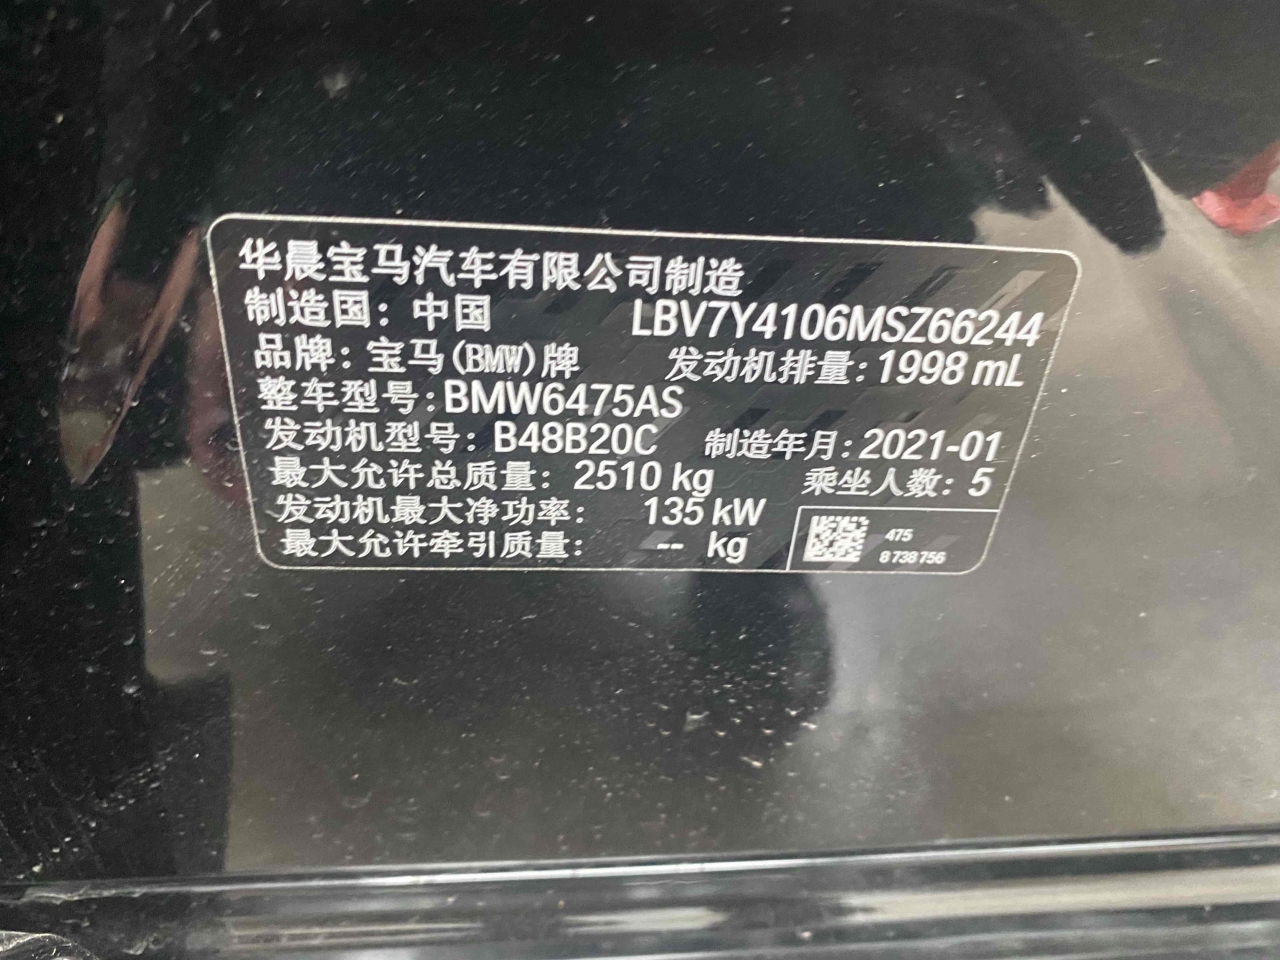 华晨宝马汽车有限公司制造
制造国：中国 LBV7Y4106MSZ66244
品牌：宝马(BMW)牌 发动机排量：1998 mL
整车型号：BMW6475AS
发动机型号：B48B20C 制造年月：2021-01
最大允许总质量：2510 kg 乘坐人数：5
发动机最大净功率： 135 kW
最大允许牵引质量： -- kg
475
8 738 756